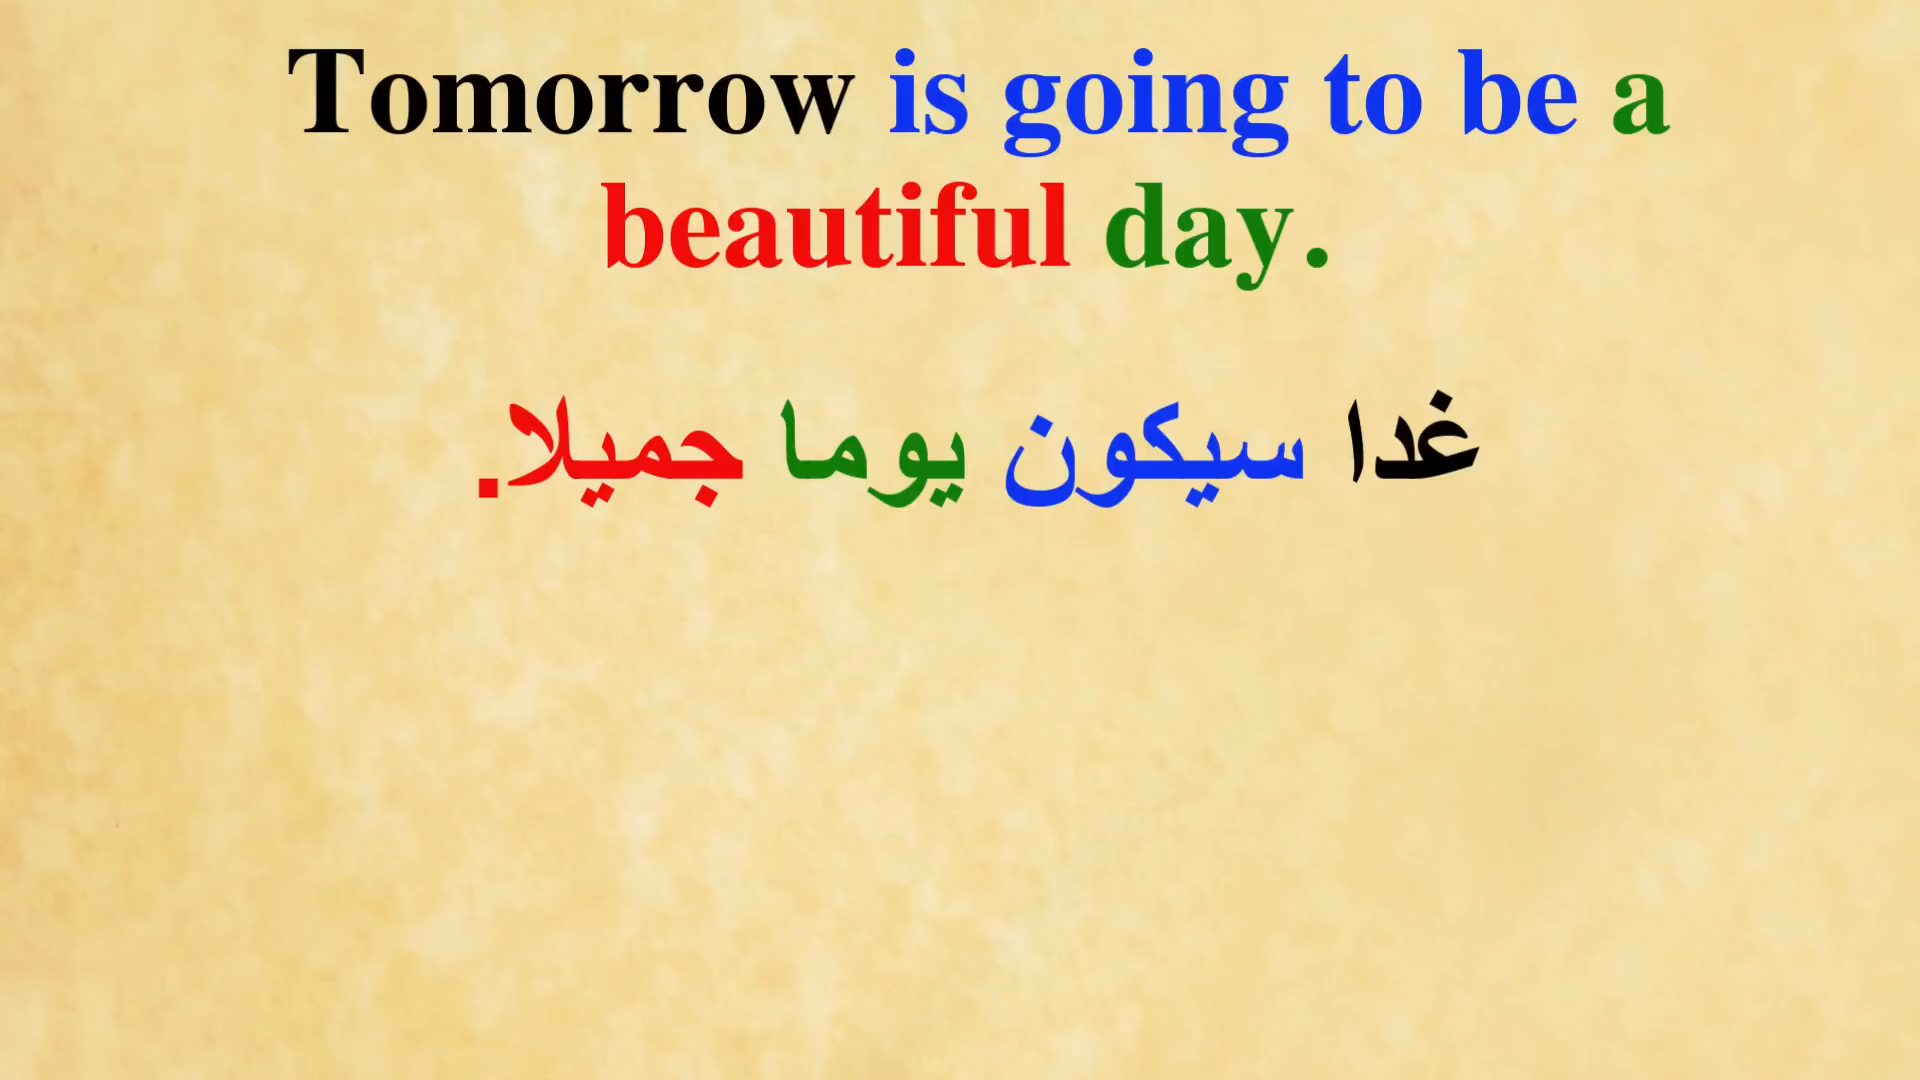 Tomorrow is going to be a
beautiful day.
غدا سيكون يوما جميلا.